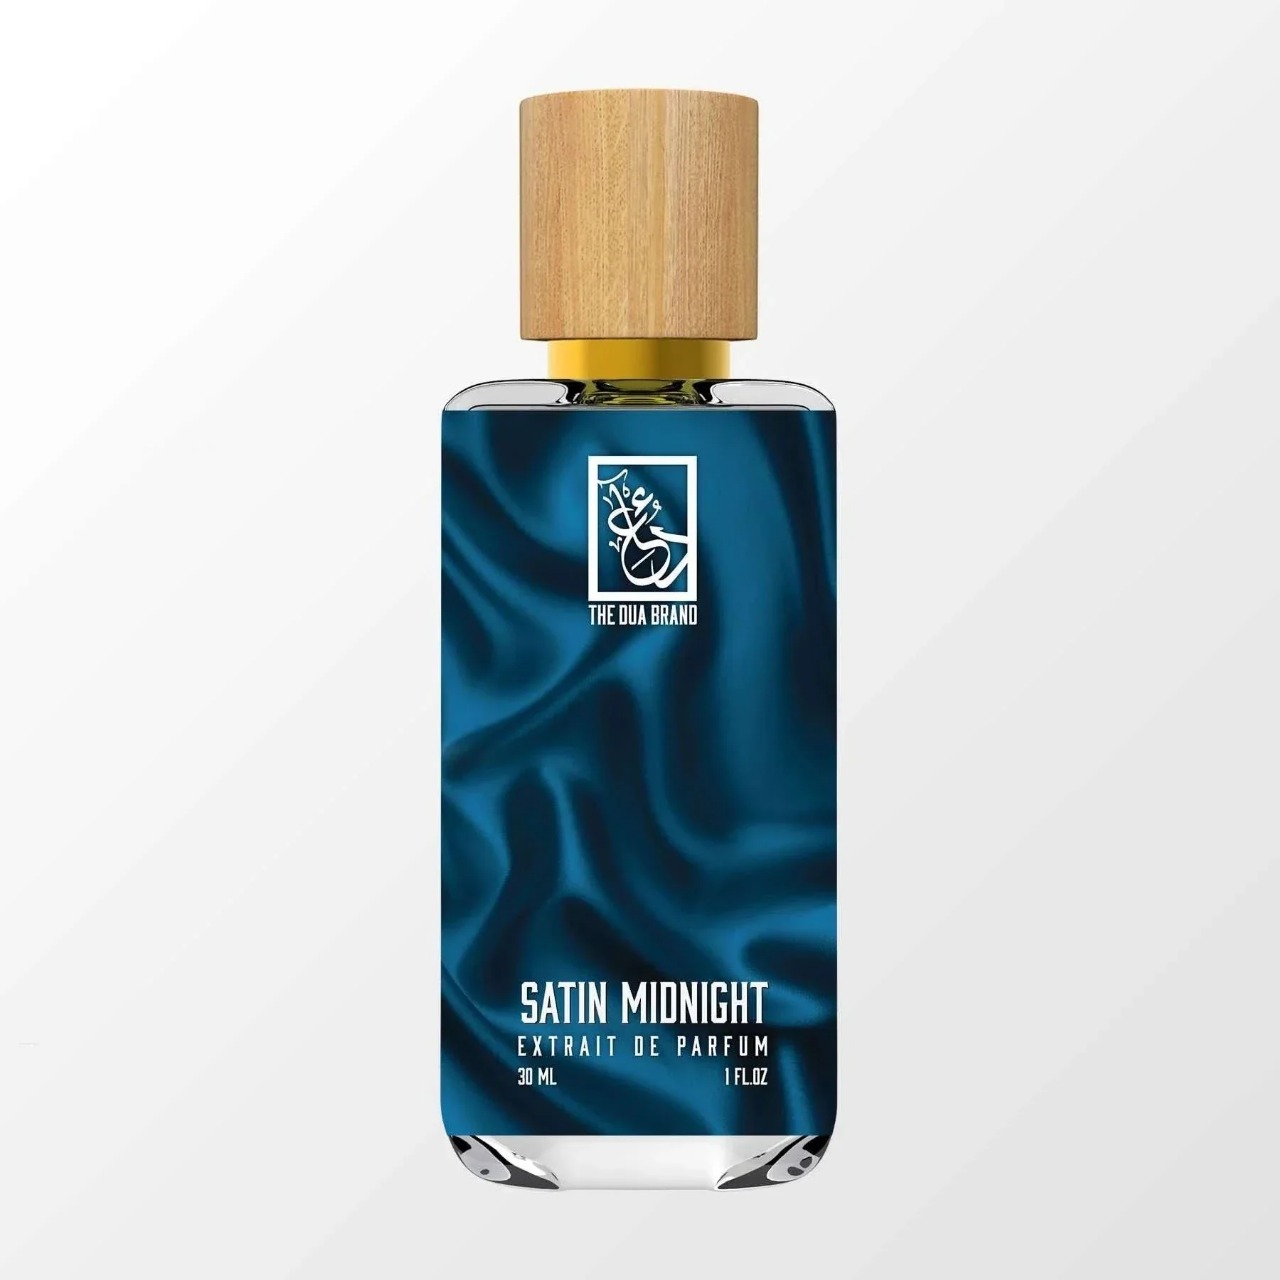 THE DUA BRAND
SATIN MIDNIGHT
EXTRAIT DE PARFUM
30 ML 1 FL.OZ